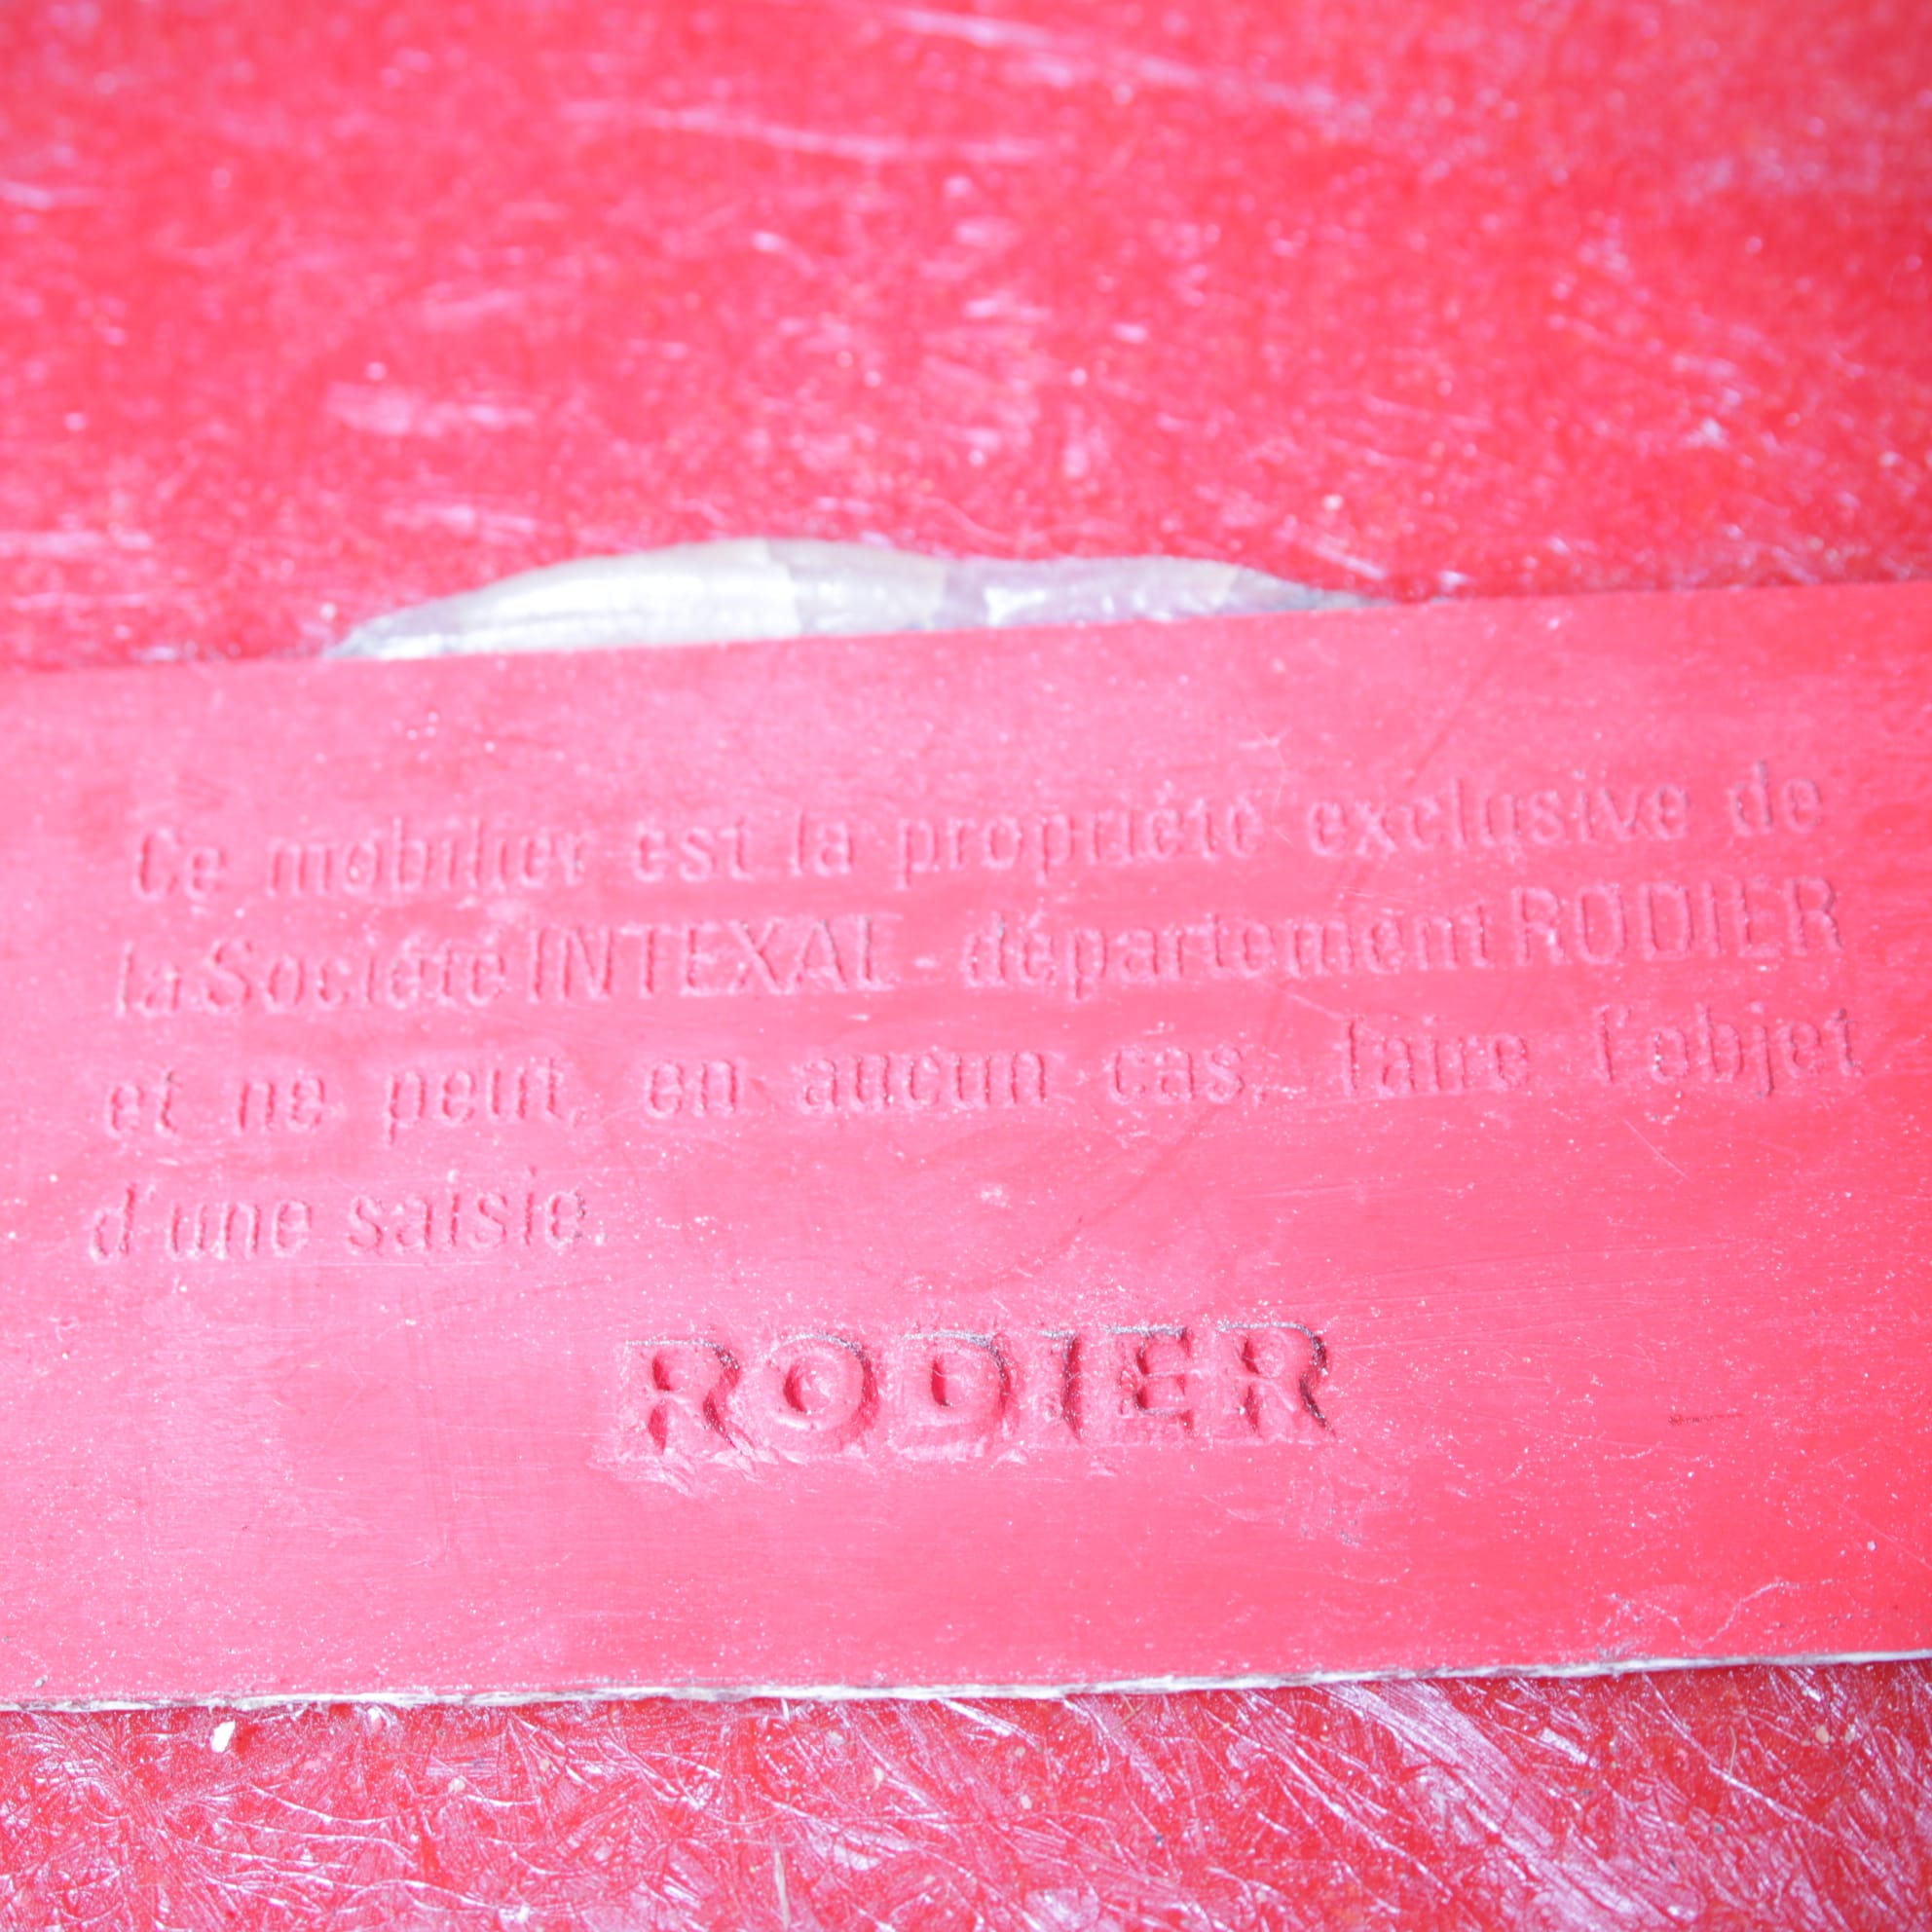 Ce mobilier est la propriété exclusive de
la Société INTEXAL - département RODIER
et ne peut, en aucun cas, faire l'objet
d'une saisie.
RODIER